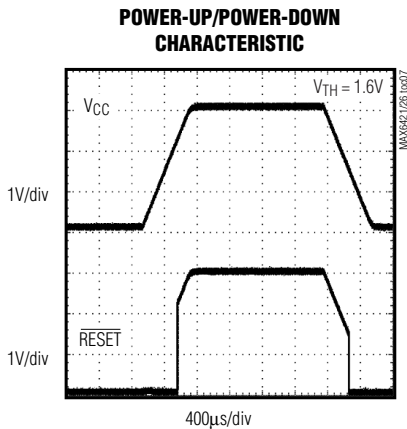 POWER-UP/POWER-DOWN
CHARACTERISTIC
VTH = 1.6V
VCC
MAX6421/26 toc07
1V/div
RESET
1V/div
400µs/div